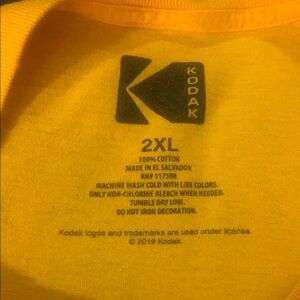 KODAK
2XL
100% COTTON
MADE IN EL SALVADOR
RN# 117508
MACHINE WASH COLD WITH LIKE COLORS.
ONLY NON-CHLORINE BLEACH WHEN NEEDED.
TUMBLE DRY LOW.
DO NOT IRON DECORATION.
Kodak logos and trademarks are used under license.
© 2019 Kodak.